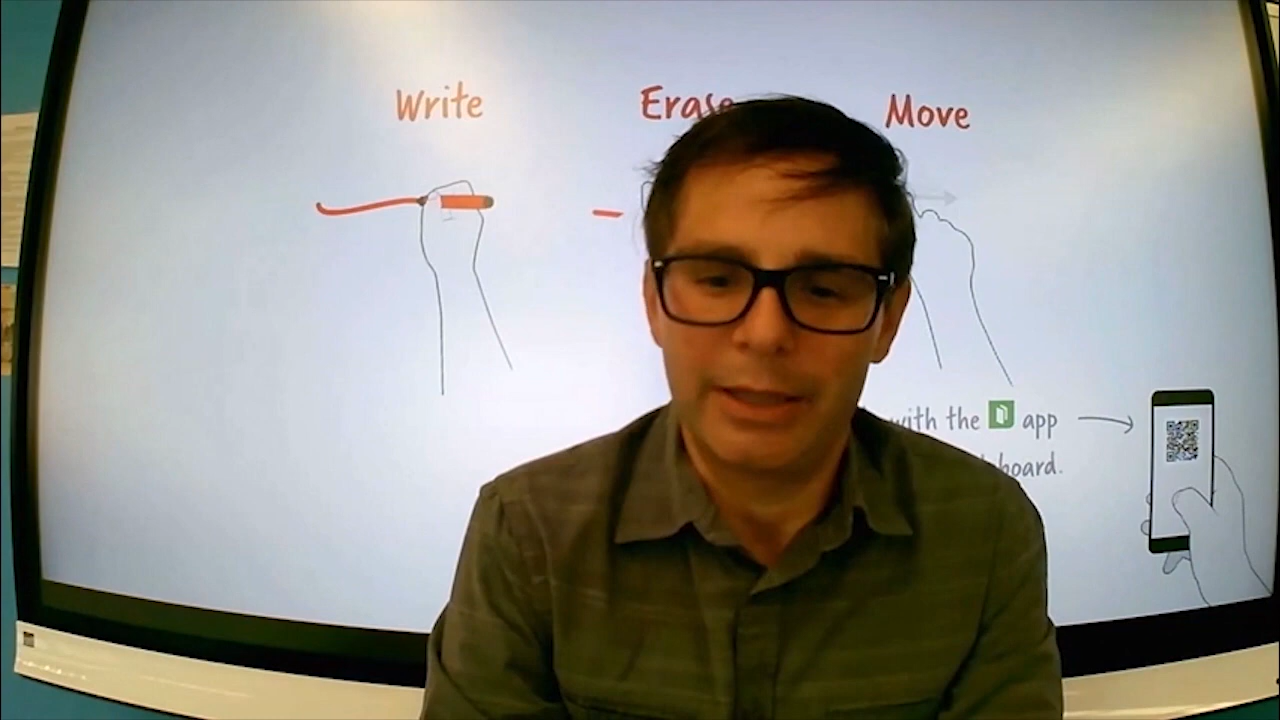 Write
Erase
Move
with the app
board.